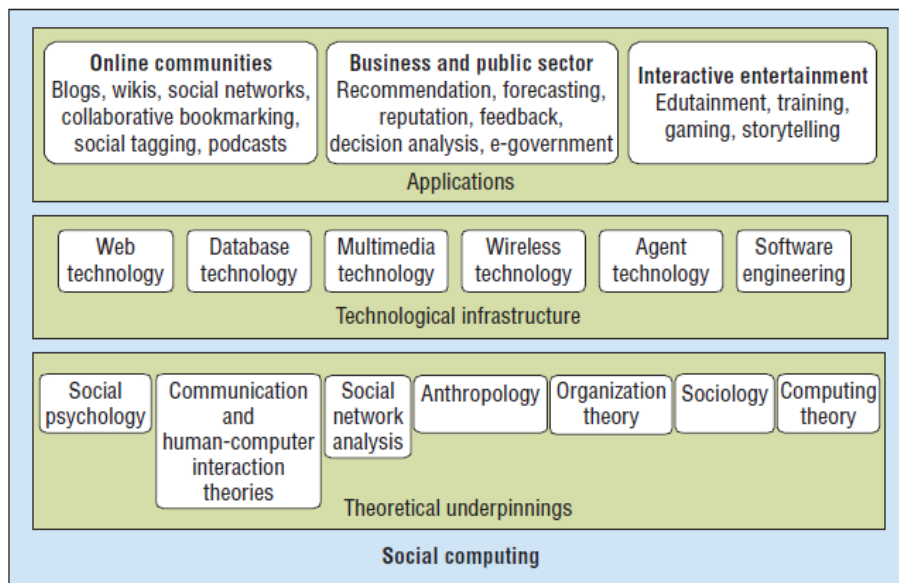 Online communities
Blogs, wikis, social networks,
collaborative bookmarking,
social tagging, podcasts
Business and public sector
Recommendation, forecasting,
reputation, feedback,
decision analysis, e-government
Interactive entertainment
Edutainment, training,
gaming, storytelling
Applications
Web
technology
Database
technology
Multimedia
technology
Wireless
technology
Agent
technology
Software
engineering
Technological infrastructure
Social
psychology
Communication
and
human-computer
interaction
theories
Social
network
analysis
Anthropology
Organization
theory
Sociology
Computing
theory
Theoretical underpinnings
Social computing